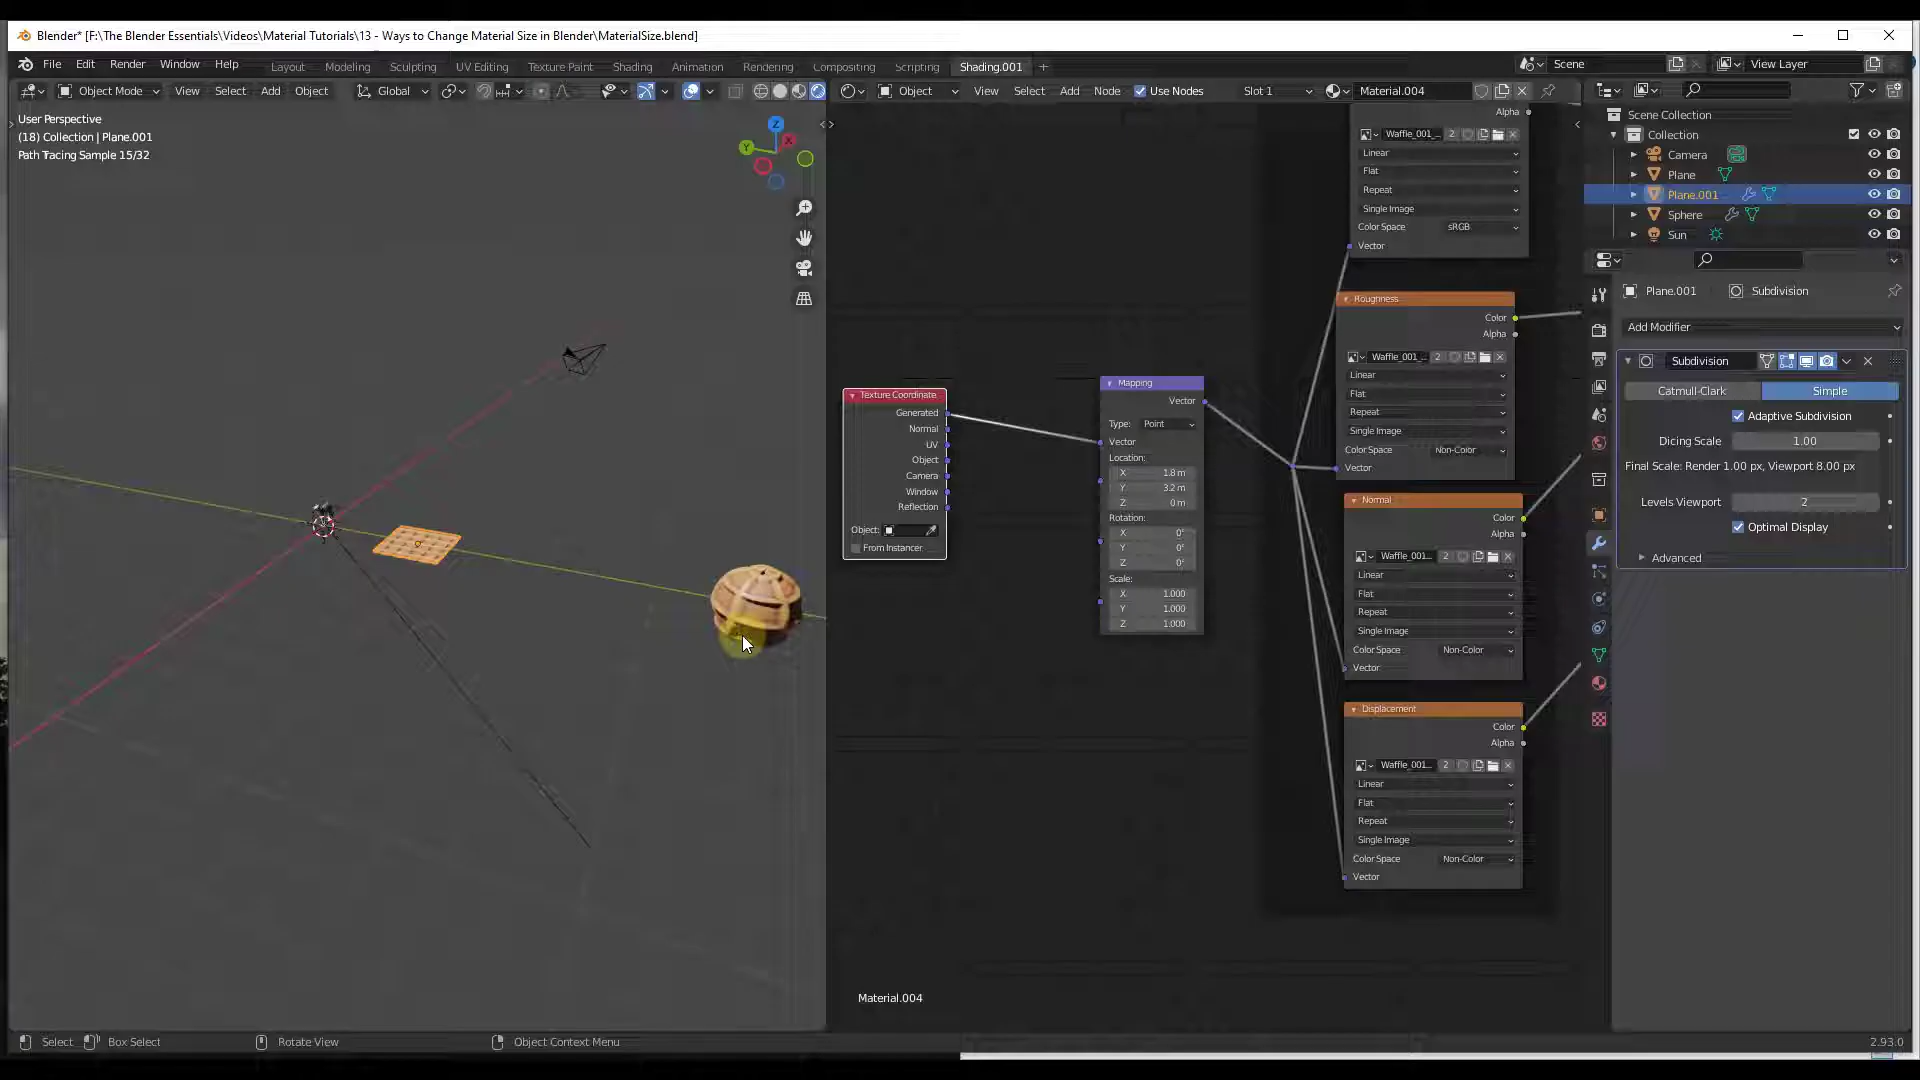 Blender* [F:\The Blender Essentials\Videos\Material Tutorials\13 - Ways to Change Material Size in Blender\MaterialSize.blend]
File Edit Render Window Help Layout Modeling Sculpting UV Editing Texture Paint Shading Animation Rendering Compositing Scripting Shading.001 + Scene View Layer
Object Mode View Select Add Object Global Object View Select Add Node Use Nodes Slot 1 Material.004
User Perspective
(18) Collection | Plane.001
Path Tracing Sample 15/32
Z
X
Y
Alpha
Waffle_001_... 2
Linear
Flat
Repeat
Single Image
Color Space sRGB
Vector
Roughness
Color
Alpha
Waffle_001_... 2
Linear
Flat
Repeat
Single Image
Color Space Non-Color
Vector
Texture Coordinate
Generated
Normal
UV
Object
Camera
Window
Reflection
Object:
From Instancer
Mapping
Vector
Type: Point
Vector
Location:
X 1.8 m
Y 3.2 m
Z 0 m
Rotation:
X 0°
Y 0°
Z 0°
Scale:
X 1.000
Y 1.000
Z 1.000
Normal
Color
Alpha
Waffle_001... 2
Linear
Flat
Repeat
Single Image
Color Space Non-Color
Vector
Displacement
Color
Alpha
Waffle_001... 2
Linear
Flat
Repeat
Single Image
Color Space Non-Color
Vector
Material.004
Scene Collection
Collection
Camera
Plane
Plane.001
Sphere
Sun
Plane.001 Subdivision
Add Modifier
Subdivision
Catmull-Clark Simple
Adaptive Subdivision
Dicing Scale 1.00
Final Scale: Render 1.00 px, Viewport 8.00 px
Levels Viewport 2
Optimal Display
Advanced
Select Box Select Rotate View Object Context Menu 2.93.0